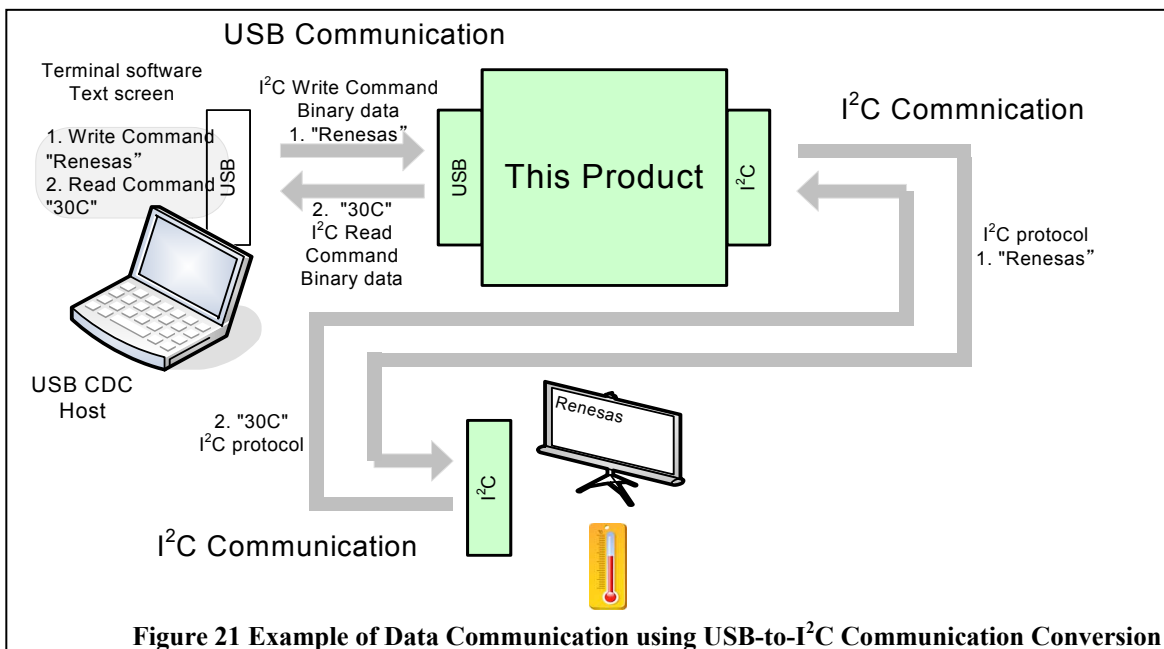 USB Communication
Terminal software
Text screen
1. Write Command
"Renesas”
2. Read Command
"30C"
USB
USB CDC
Host
I²C Write Command
Binary data
1. "Renesas”
2. "30C"
I²C Read
Command
Binary data
USB
This Product
I²C
I²C Commnication
I²C protocol
1. "Renesas”
2. "30C"
I²C protocol
I²C
Renesas
I²C Communication
Figure 21 Example of Data Communication using USB-to-I²C Communication Conversion